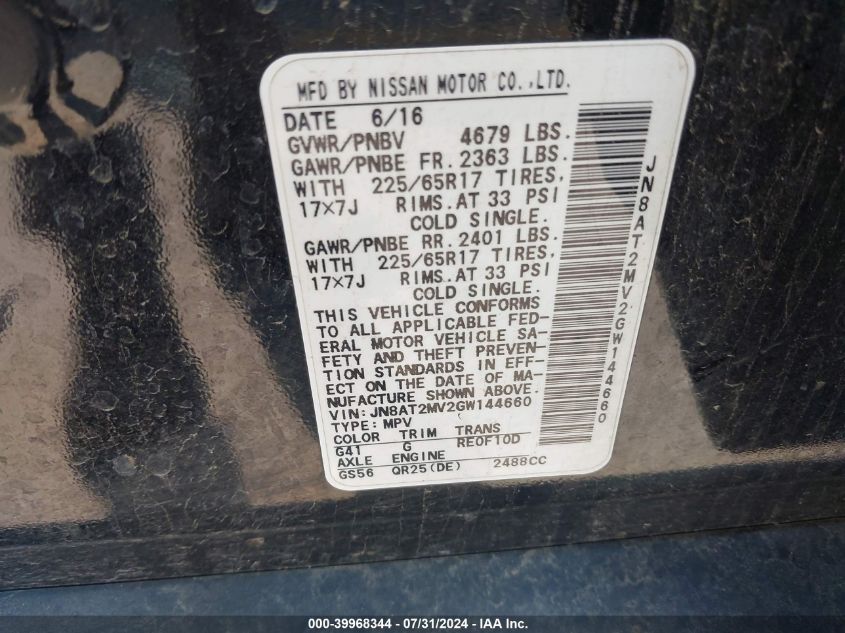 MFD BY NISSAN MOTOR CO.,LTD.
DATE 6/16
GVWR/PNBV 4679 LBS.
GAWR/PNBE FR. 2363 LBS.
WITH 225/65R17 TIRES,
17×7J RIMS.AT 33 PSI
COLD SINGLE.
GAWR/PNBE RR. 2401 LBS.
WITH 225/65R17 TIRES,
17×7J RIMS.AT 33 PSI
COLD SINGLE.
THIS VEHICLE CONFORMS
TO ALL APPLICABLE FED-
ERAL MOTOR VEHICLE SA-
FETY AND THEFT PREVEN-
TION STANDARDS IN EFF-
ECT ON THE DATE OF MA-
NUFACTURE SHOWN ABOVE.
VIN:JN8AT2MV2GW144660
TYPE:MPV
COLOR TRIM TRANS
G41 G RE0F10D
AXLE ENGINE
GS56 QR25(DE) 2488CC
JN8AT2MV2GW144660
000-39968344 / 07/31/2024 - IAA Inc.